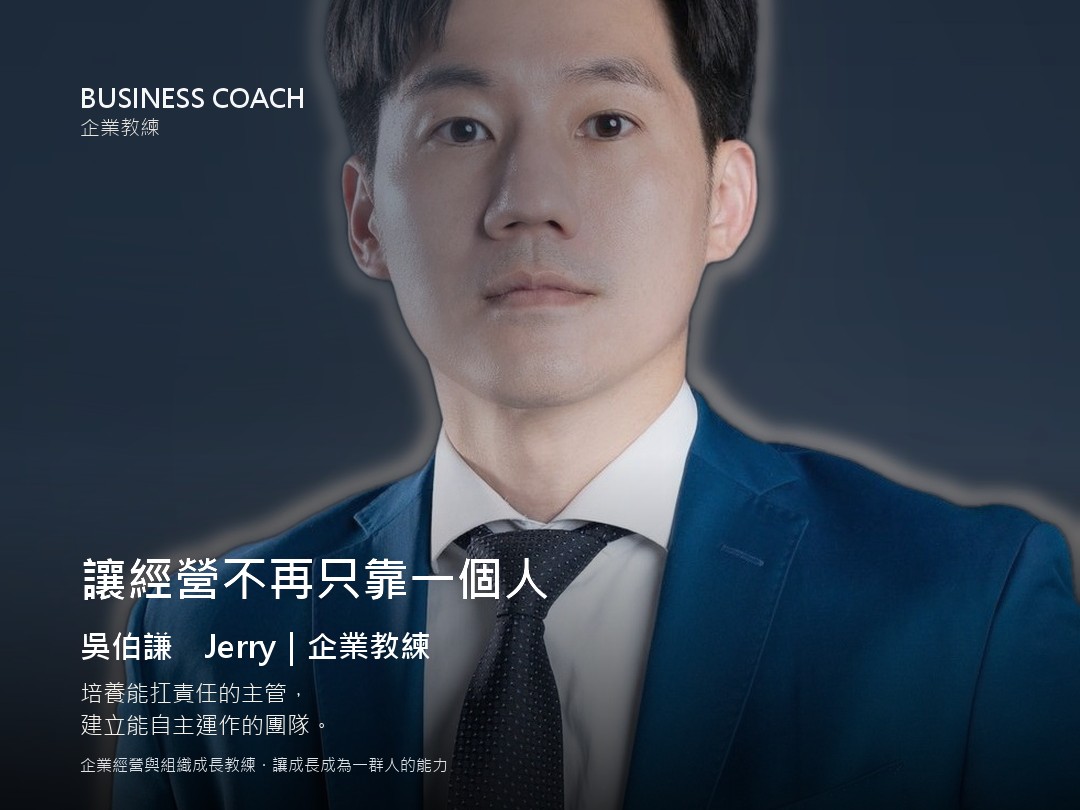 BUSINESS COACH
企業教練
讓經營不再只靠一個人
吳伯謙　Jerry｜企業教練
培養能扛責任的主管，
建立能自主運作的團隊。
企業經營與組織成長教練．讓成長成為一群人的能力